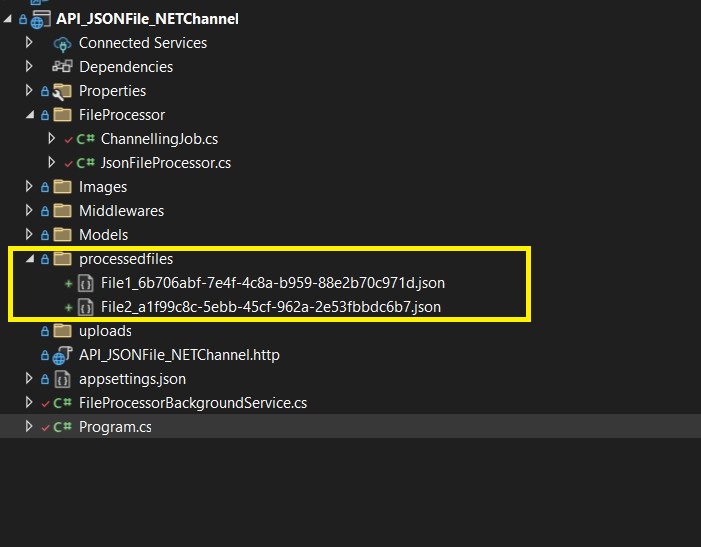 API_JSONFile_NETChannel
Connected Services
Dependencies
Properties
FileProcessor
C# ChannellingJob.cs
C# JsonFileProcessor.cs
Images
Middlewares
Models
processedfiles
File1_6b706abf-7e4f-4c8a-b959-88e2b70c971d.json
File2_a1f99c8c-5ebb-45cf-962a-2e53fbbdc6b7.json
uploads
API_JSONFile_NETChannel.http
appsettings.json
C# FileProcessorBackgroundService.cs
C# Program.cs